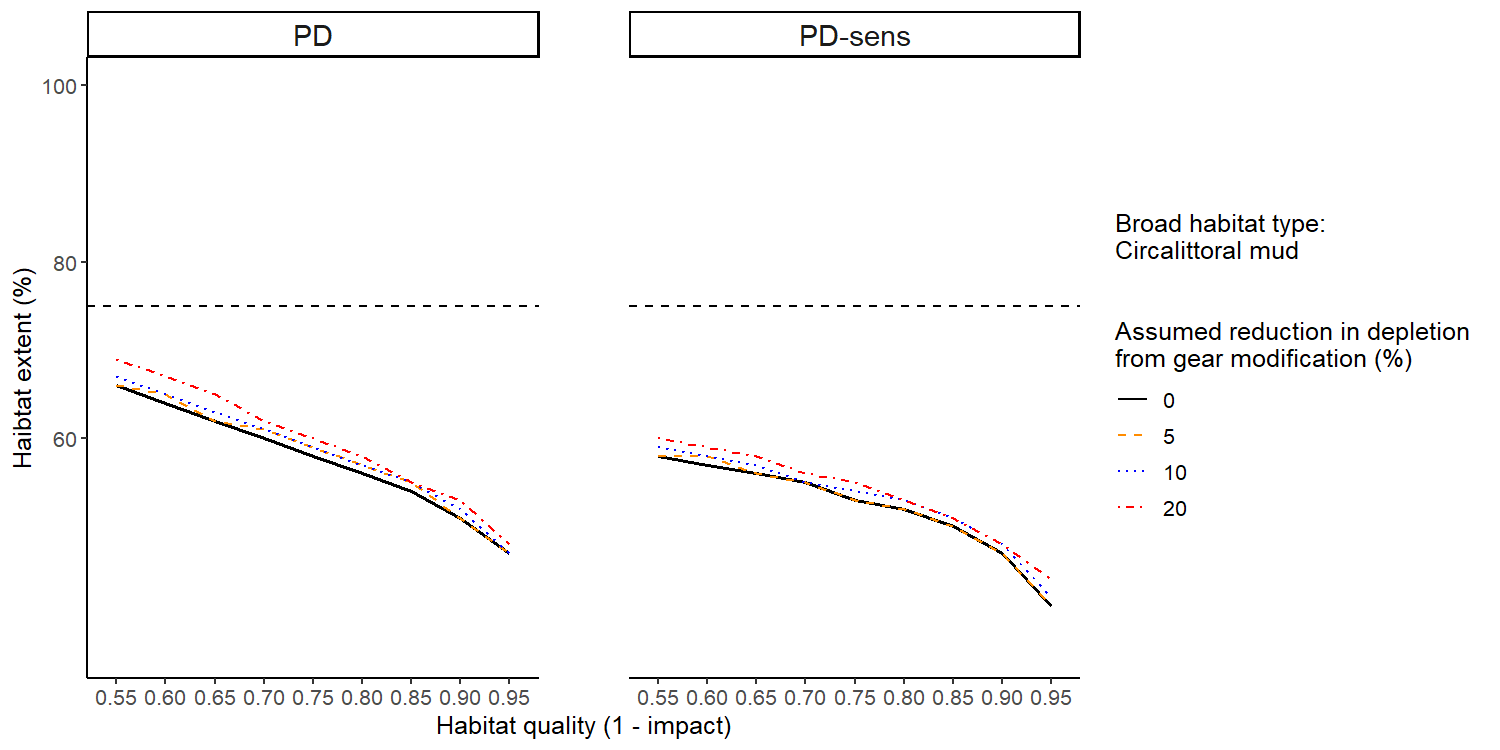 PD
PD-sens
100
80
60
Haibtat extent (%)
0.55 0.60 0.65 0.70 0.75 0.80 0.85 0.90 0.95
0.55 0.60 0.65 0.70 0.75 0.80 0.85 0.90 0.95
Habitat quality (1 - impact)
Broad habitat type:
Circalittoral mud
Assumed reduction in depletion
from gear modification (%)
0
5
10
20